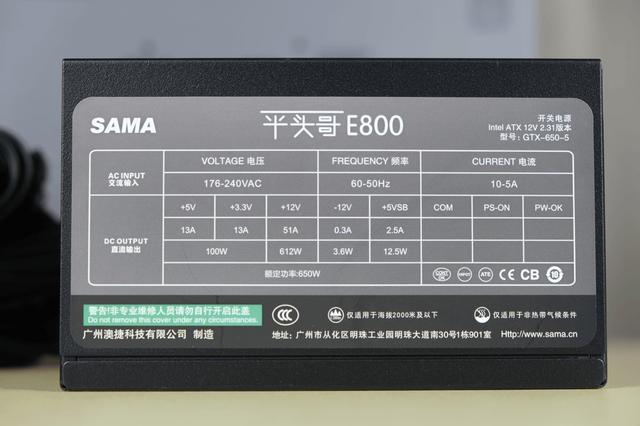 SAMA
半头哥E800
开关电源
Intel ATX 12V 2.31版本
型号: GTX-650-5
AC INPUT
交流输入
VOLTAGE 电压
FREQUENCY 频率
CURRENT 电流
176-240VAC
60-50Hz
10-5A
DC OUTPUT
直流输出
+5V
+3.3V
+12V
-12V
+5VSB
COM
PS-ON
PW-OK
13A
13A
51A
0.3A
2.5A
100W
612W
3.6W
12.5W
额定功率:650W
CE CB
警告!非专业维修人员请勿自行开启此盖
Do not remove this cover under any circumstances.
CCC
仅适用于海拔2000米及以下
仅适用于非热带气候条件
广州澳捷科技有限公司 制造
地址: 广州市从化区明珠工业园明珠大道南30号1栋901室
Http://www.sama.cn